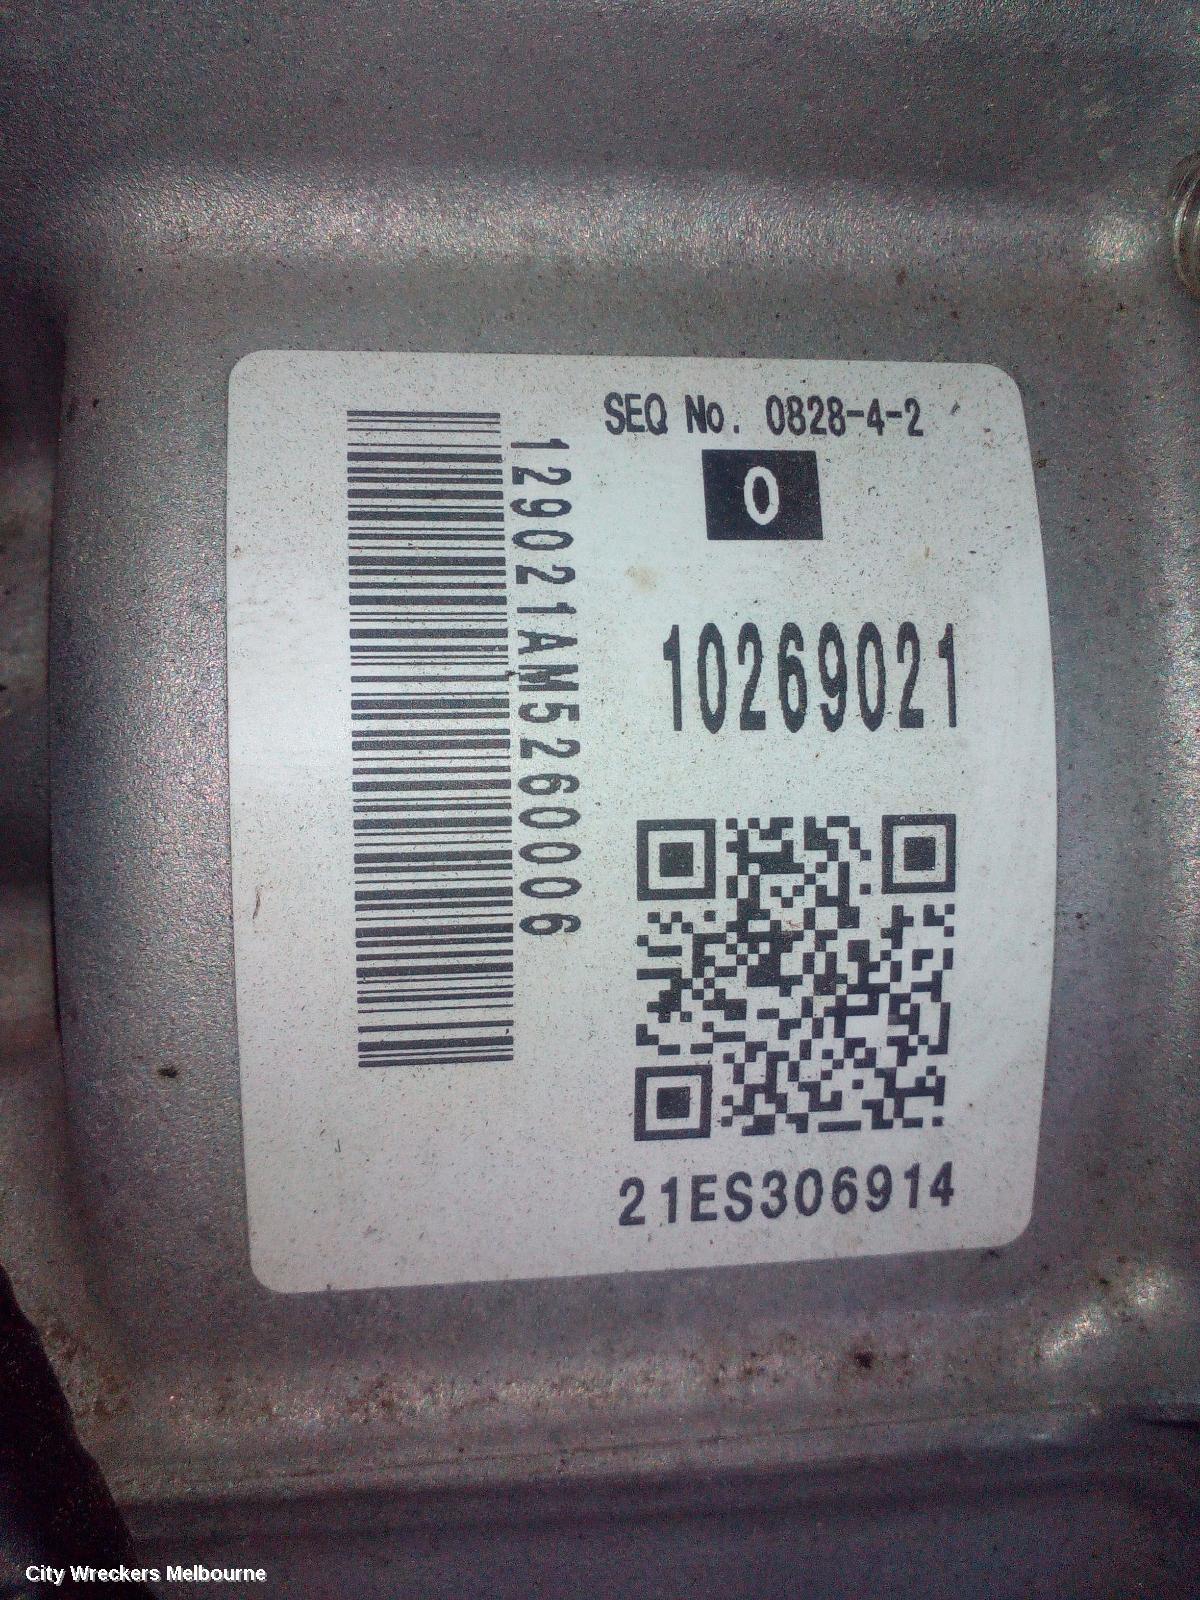 SEQ No. 0828-4-2
0
129021AM5260006
10269021
21ES306914
City Wreckers Melbourne